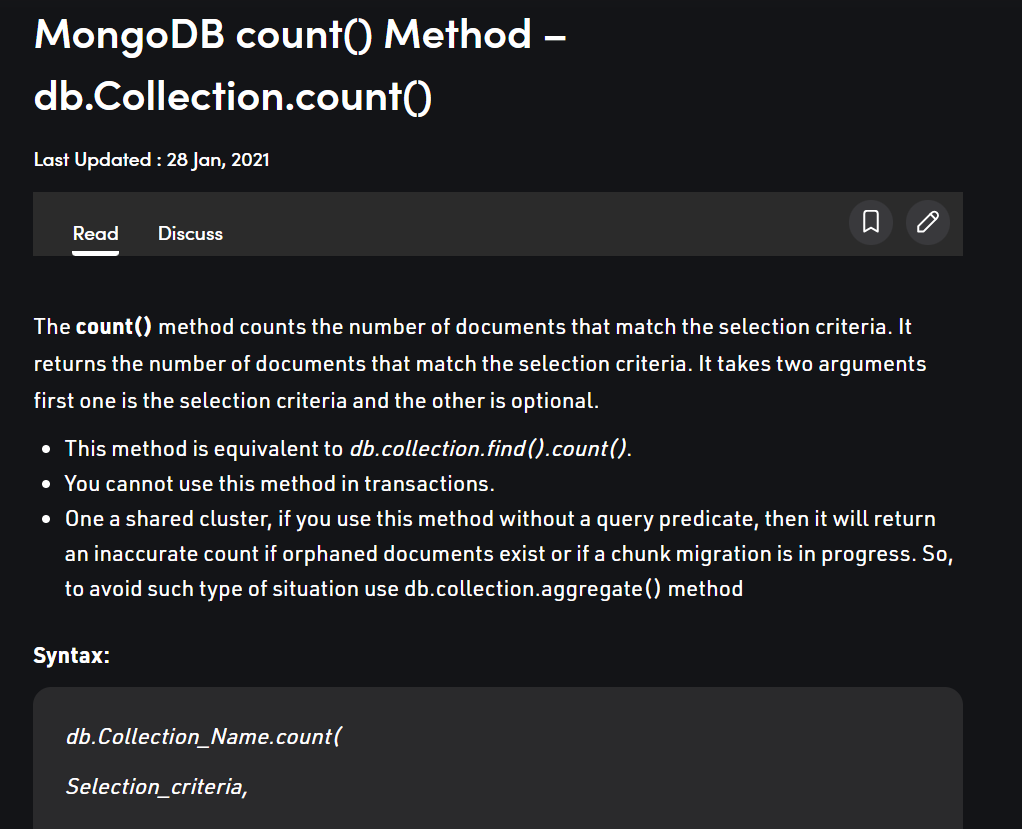 MongoDB count() Method –
db.Collection.count()
Last Updated : 28 Jan, 2021
Read Discuss
The count() method counts the number of documents that match the selection criteria. It
returns the number of documents that match the selection criteria. It takes two arguments
first one is the selection criteria and the other is optional.
• This method is equivalent to db.collection.find().count().
• You cannot use this method in transactions.
• One a shared cluster, if you use this method without a query predicate, then it will return
an inaccurate count if orphaned documents exist or if a chunk migration is in progress. So,
to avoid such type of situation use db.collection.aggregate() method
Syntax:
db.Collection_Name.count(
Selection_criteria,